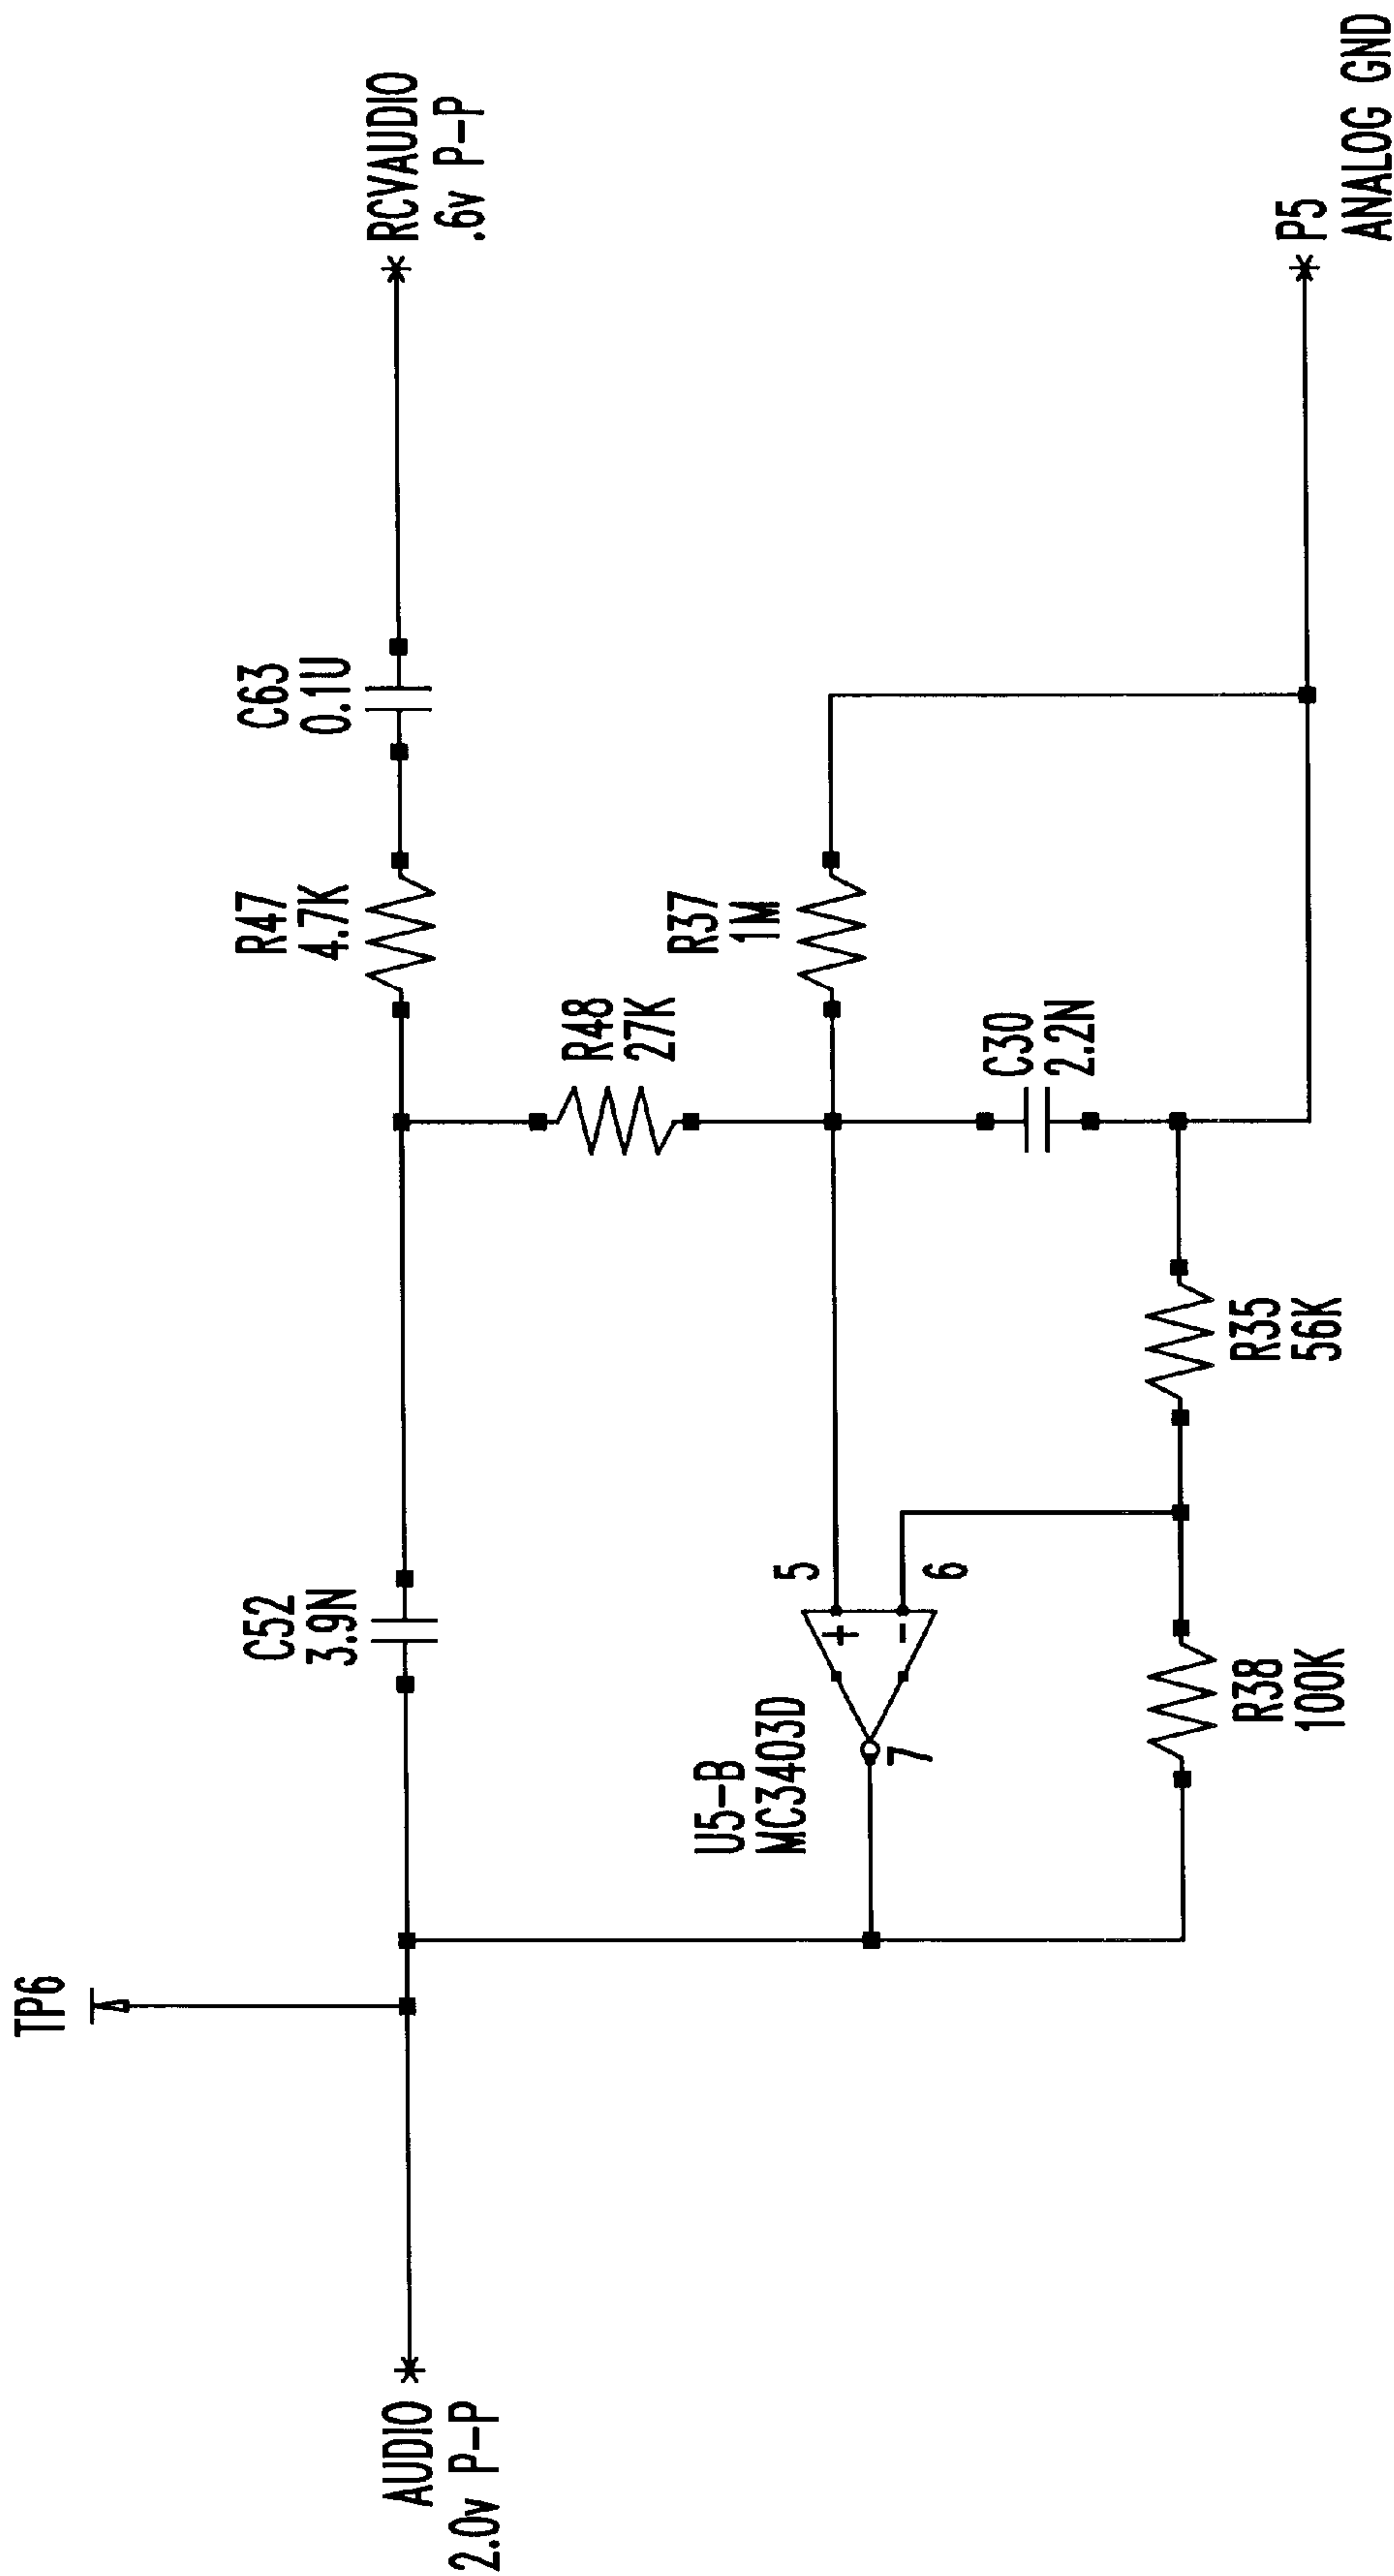 TP6
AUDIO
2.0v P-P
C52
3.9N
R47
4.7K
C63
0.1U
RCVAUDIO
.6v P-P
R48
27K
U5-B
MC3403D
5
6
7
+
-
R37
1M
C30
2.2N
R38
100K
R35
56K
P5
ANALOG GND